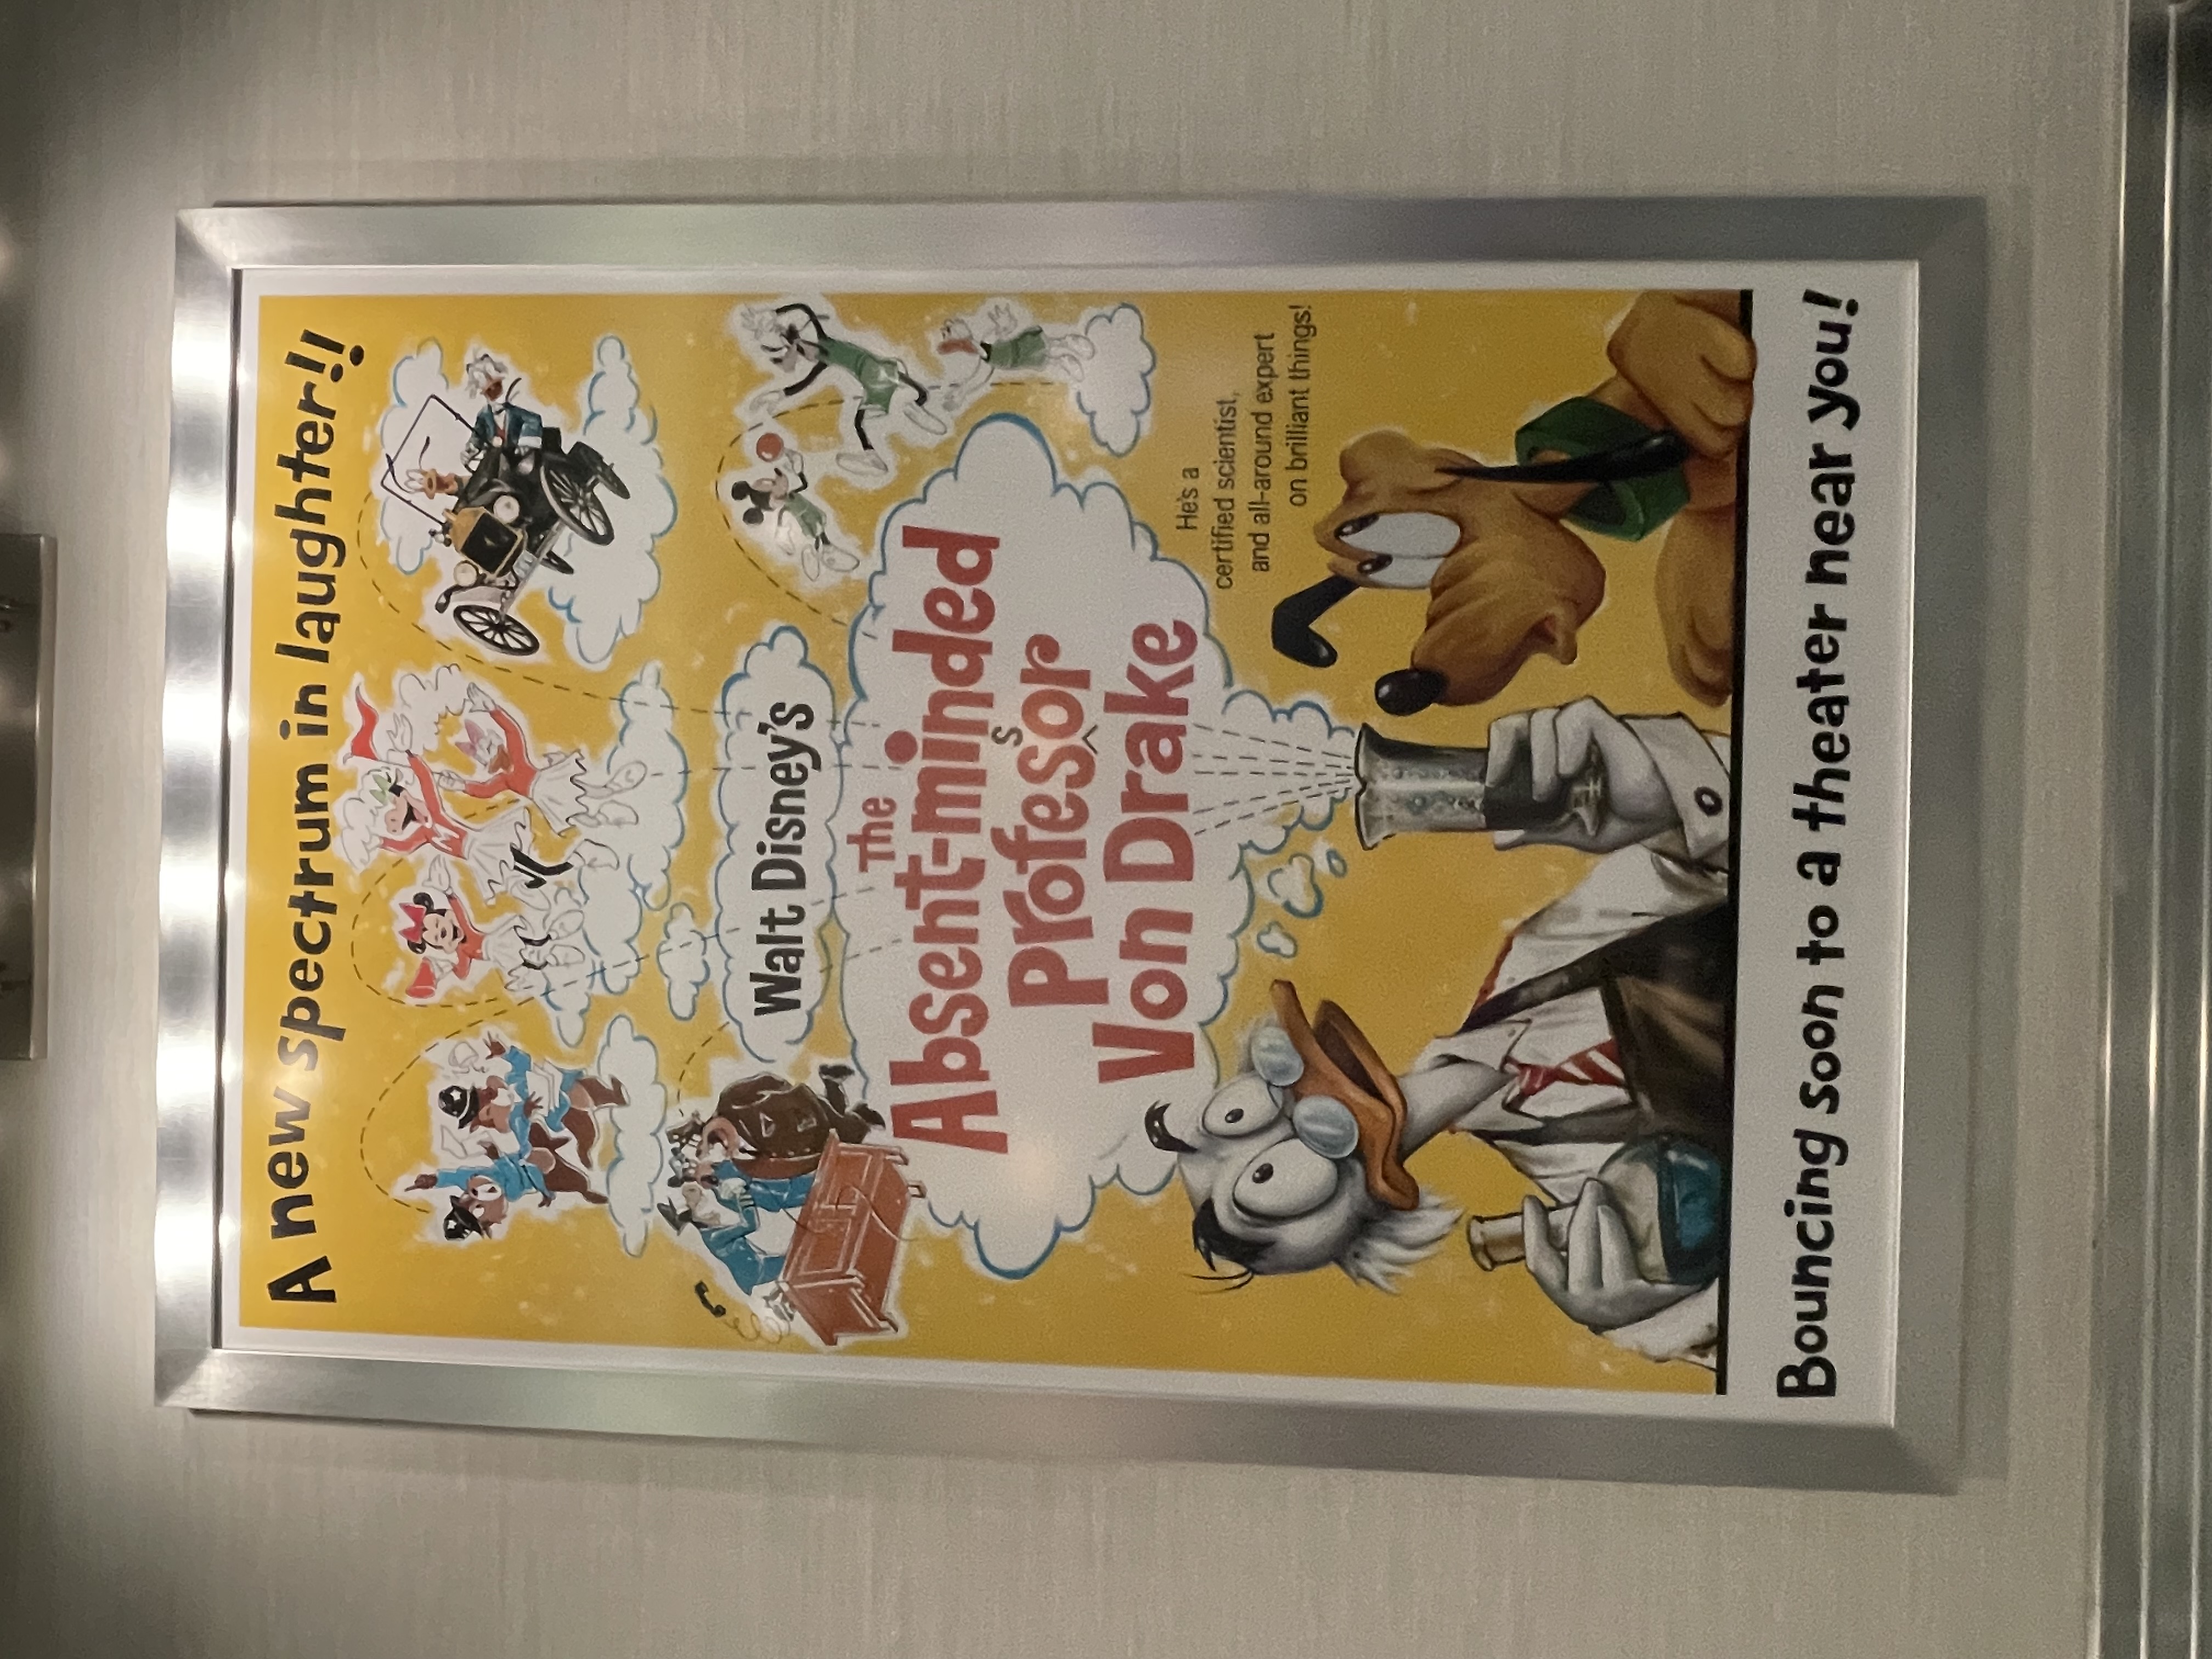 A new spectrum in laughter!!
Walt Disney's
The
Absent-minded
Profesor
s
Von Drake
He's a
certified scientist,
and all-around expert
on brilliant things!
Bouncing soon to a theater near you!